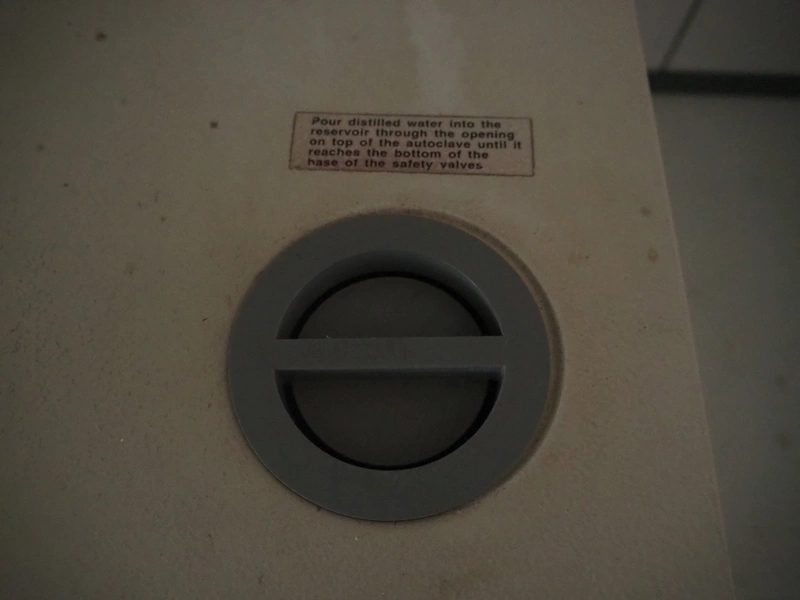 Pour distilled water into the
reservoir through the opening
on top of the autoclave until it
reaches the bottom of the
base of the safety valves